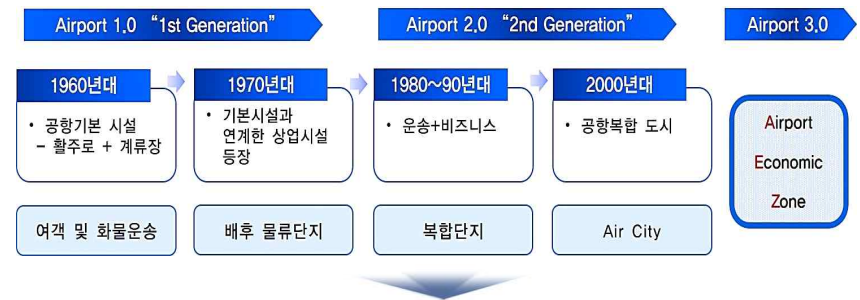 Airport 1.0 “1st Generation”
Airport 2.0 “2nd Generation”
Airport 3.0
1960년대
• 공항기본 시설
- 활주로 + 계류장
여객 및 화물운송
1970년대
• 기본시설과
연계한 상업시설
등장
배후 물류단지
1980~90년대
• 운송+비즈니스
복합단지
2000년대
• 공항복합 도시
Air City
Airport
Economic
Zone